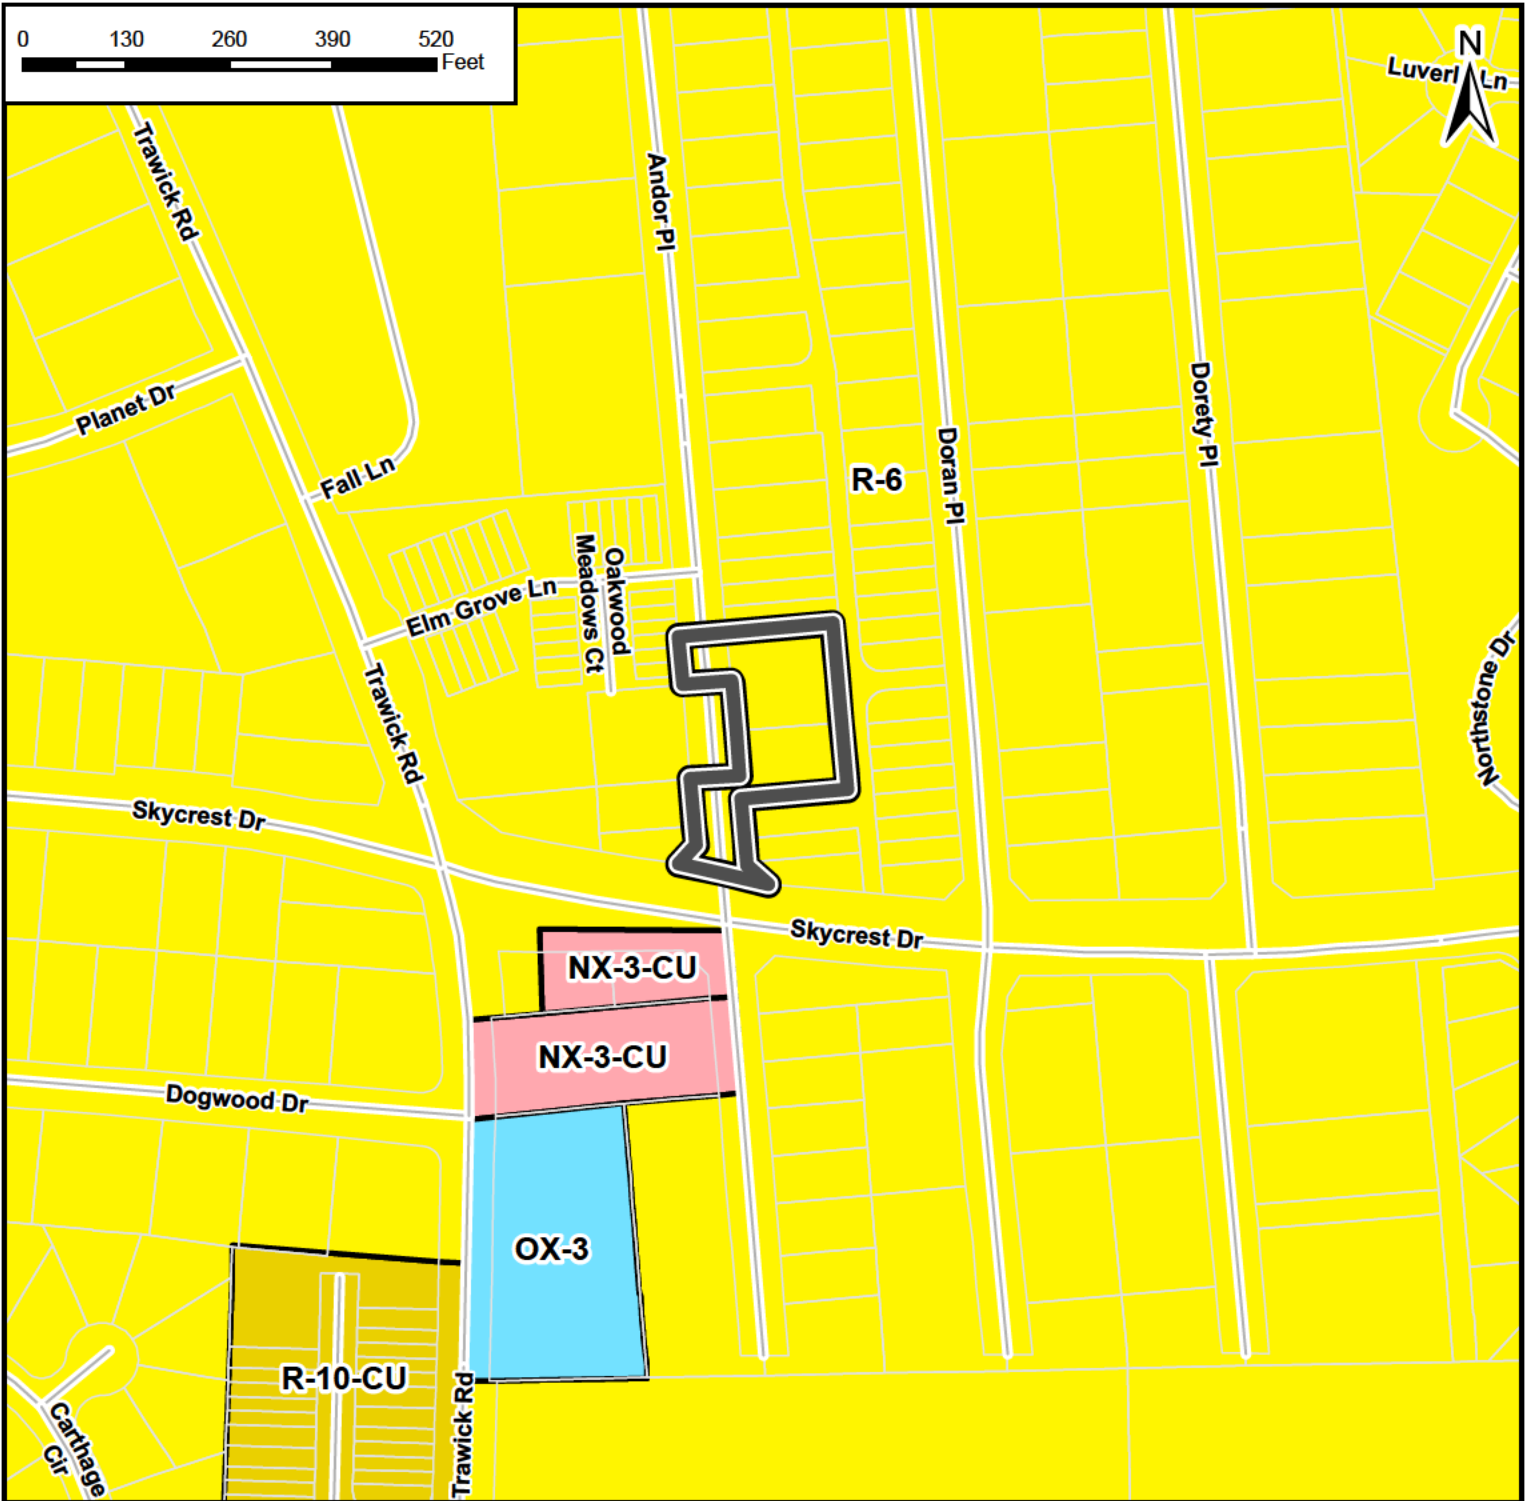 0 130 260 390 520
Feet
N
Luverl Ln
Trawick Rd
Andor Pl
Planet Dr
Fall Ln
Doran Pl
Dorety Pl
R-6
Oakwood
Meadows Ct
Elm Grove Ln
Trawick Rd
Northstone Dr
Skycrest Dr
Skycrest Dr
NX-3-CU
NX-3-CU
Dogwood Dr
OX-3
R-10-CU
Trawick Rd
Carthage
Cir